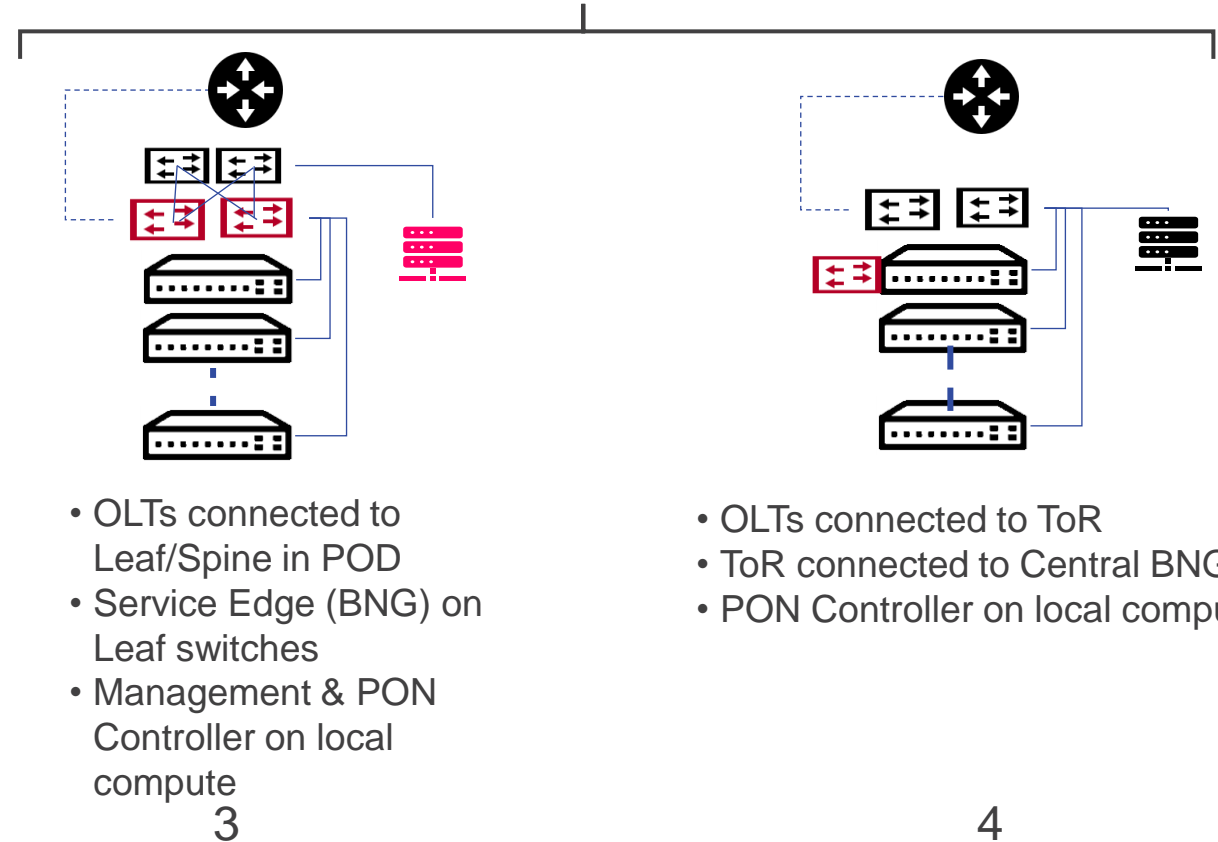 • OLTs connected to
Leaf/Spine in POD
• Service Edge (BNG) on
Leaf switches
• Management & PON
Controller on local
compute
3
• OLTs connected to ToR
• ToR connected to Central
• PON Controller on local
4